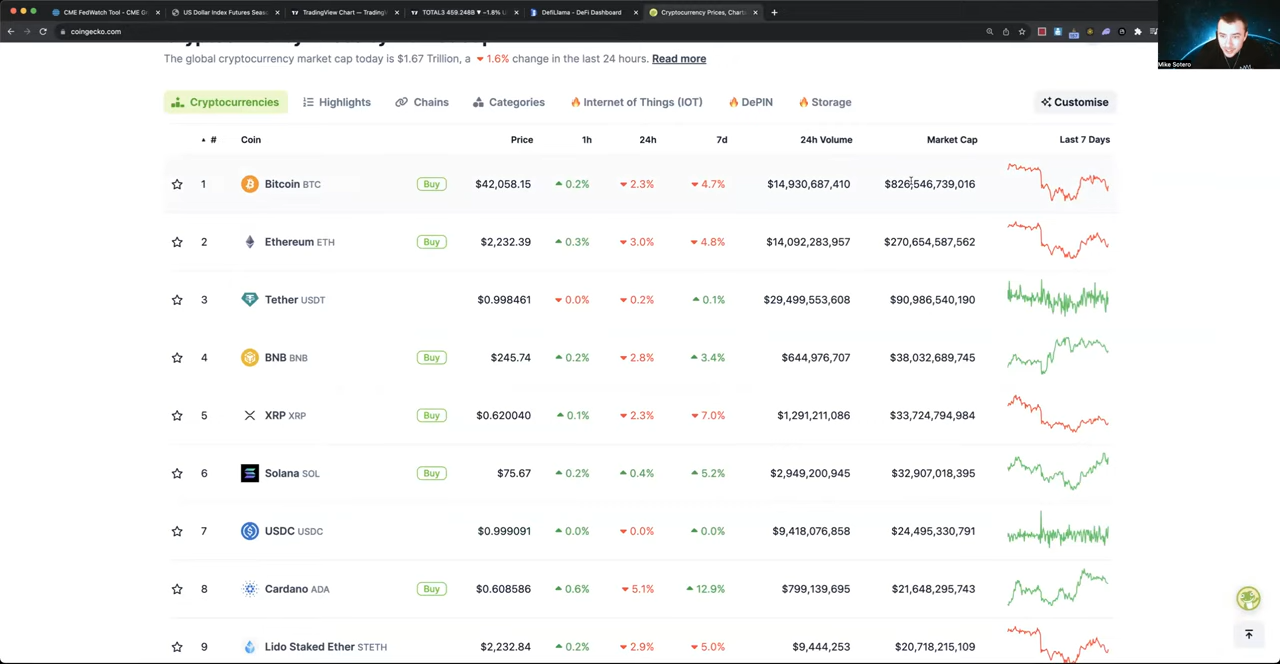 CME FedWatch Tool - CME G
US Dollar Index Futures Seas
TradingView Chart — Trading
TOTAL3 459.248B ▼ −1.8% U
DefiLlama - DeFi Dashboard
Cryptocurrency Prices, Chart
coingecko.com
Mike Sotero
The global cryptocurrency market cap today is $1.67 Trillion, a ▼ 1.6% change in the last 24 hours. Read more
Cryptocurrencies Highlights Chains Categories Internet of Things (IOT) DePIN Storage Customise
# Coin Price 1h 24h 7d 24h Volume Market Cap Last 7 Days
1 Bitcoin BTC Buy $42,058.15 ▲ 0.2% ▼ 2.3% ▼ 4.7% $14,930,687,410 $826,546,739,016
2 Ethereum ETH Buy $2,232.39 ▲ 0.3% ▼ 3.0% ▼ 4.8% $14,092,283,957 $270,654,587,562
3 Tether USDT $0.998461 ▼ 0.0% ▼ 0.2% ▲ 0.1% $29,499,553,608 $90,986,540,190
4 BNB BNB Buy $245.74 ▲ 0.2% ▼ 2.8% ▲ 3.4% $644,976,707 $38,032,689,745
5 XRP XRP Buy $0.620040 ▲ 0.1% ▼ 2.3% ▼ 7.0% $1,291,211,086 $33,724,794,984
6 Solana SOL Buy $75.67 ▲ 0.2% ▲ 0.4% ▲ 5.2% $2,949,200,945 $32,907,018,395
7 USDC USDC $0.999091 ▲ 0.0% ▼ 0.0% ▲ 0.0% $9,418,076,858 $24,495,330,791
8 Cardano ADA Buy $0.608586 ▲ 0.6% ▼ 5.1% ▲ 12.9% $799,139,695 $21,648,295,743
9 Lido Staked Ether STETH $2,232.84 ▲ 0.2% ▼ 2.9% ▼ 5.0% $9,444,253 $20,718,215,109